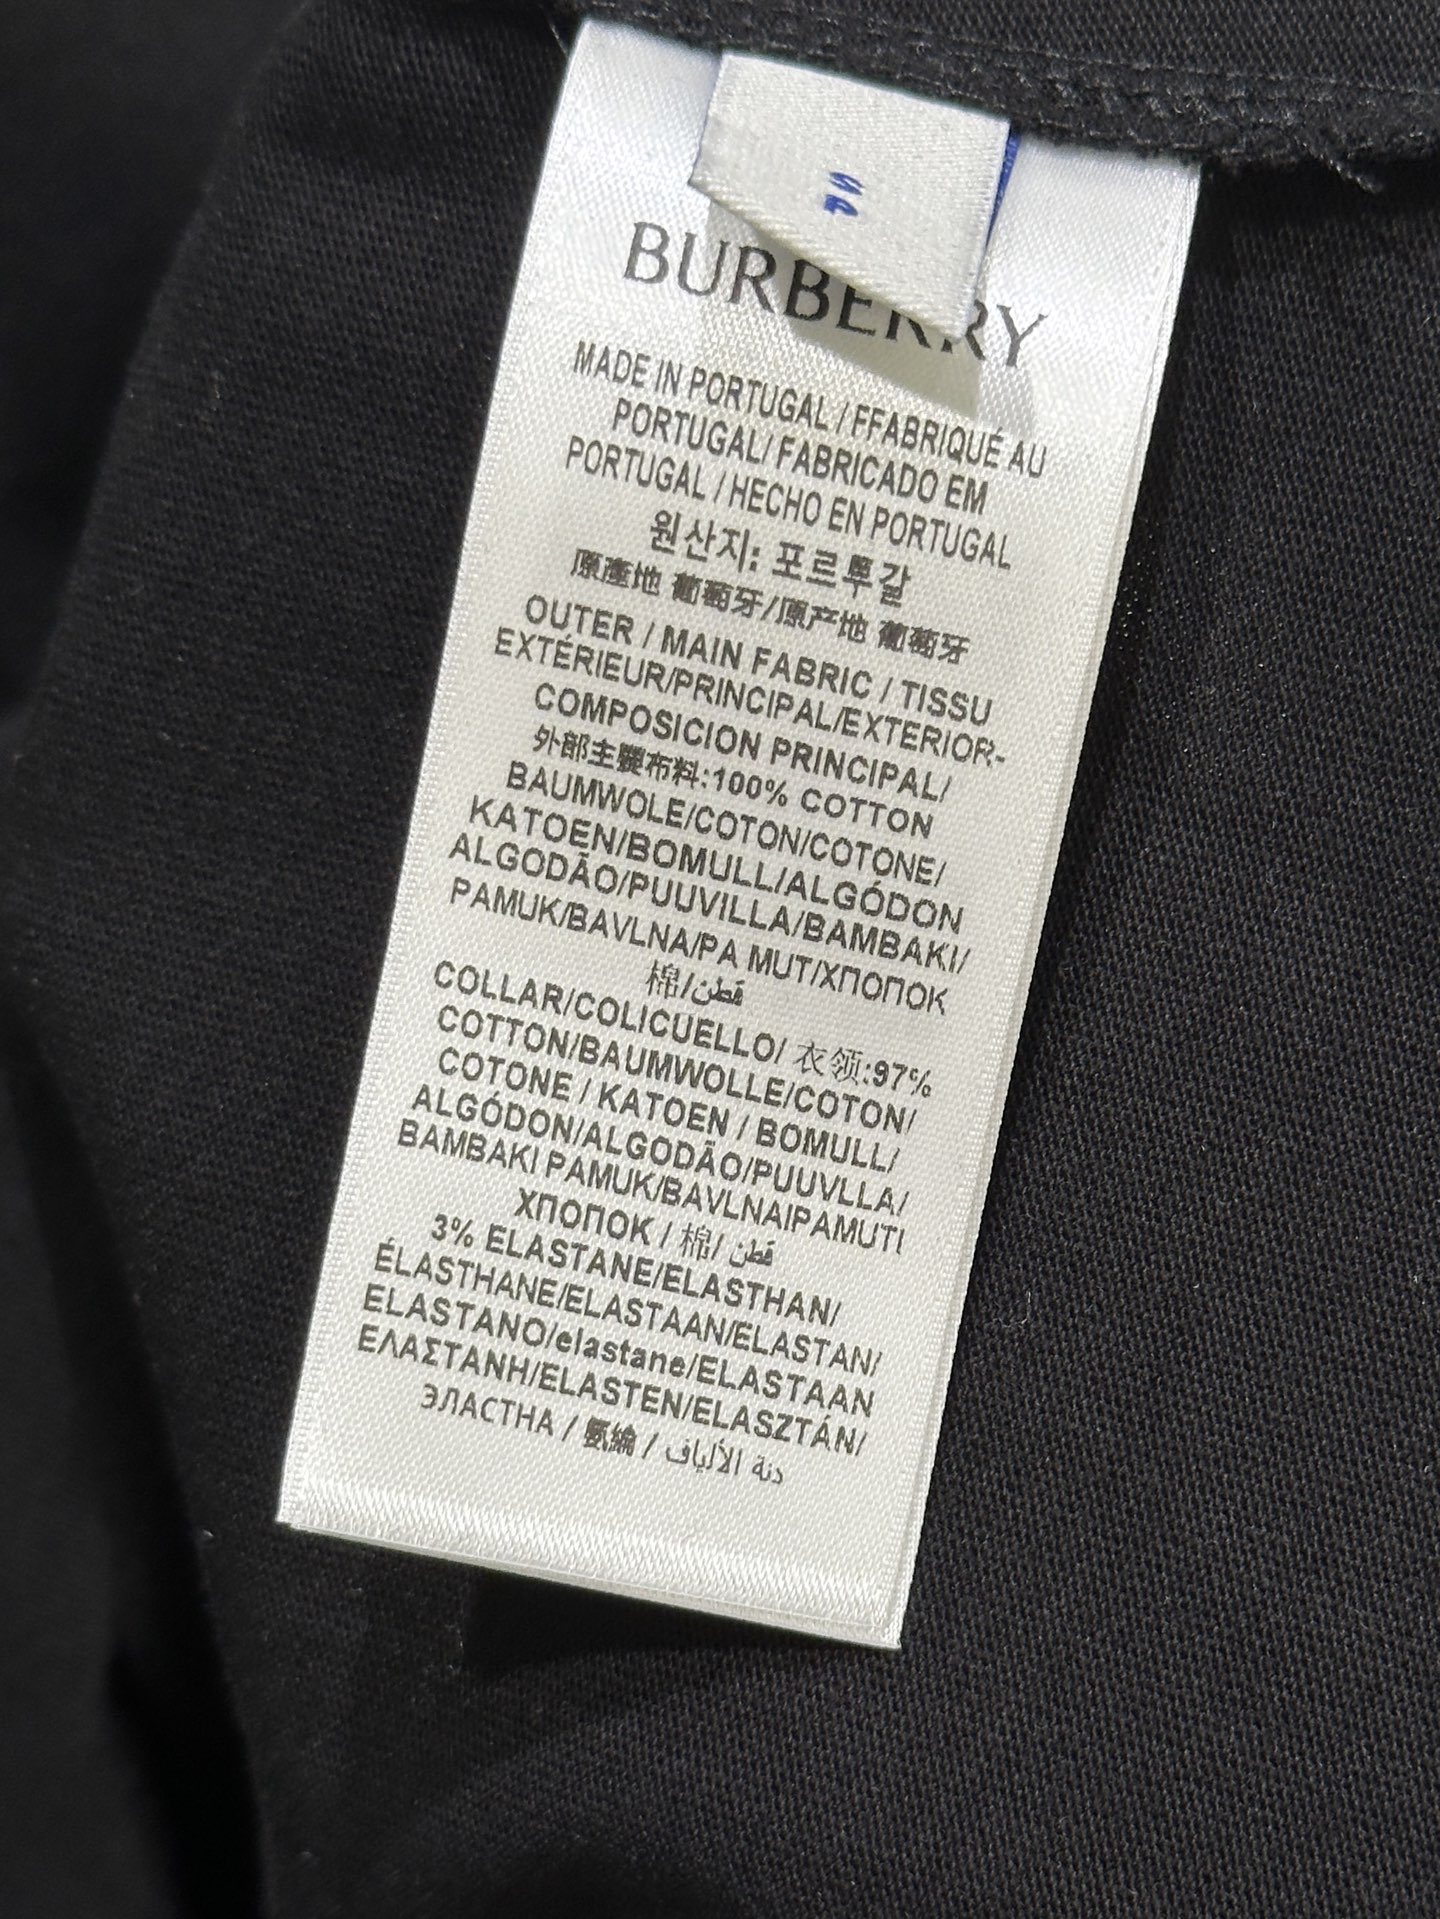 BURBERRY
MADE IN PORTUGAL / FFABRIQUÉ AU
PORTUGAL/ FABRICADO EM
PORTUGAL / HECHO EN PORTUGAL
원산지: 포르투갈
原產地 葡萄牙/原产地 葡萄牙
OUTER / MAIN FABRIC / TISSU
EXTÉRIEUR/PRINCIPAL/EXTERIOR-
COMPOSICION PRINCIPAL/
外部主要布料:100% COTTON
BAUMWOLE/COTON/COTONE/
KATOEN/BOMULL/ALGÓDON
ALGODÃO/PUUVILLA/BAMBAKI/
PAMUK/BAVLNA/PA MUT/ХΠΟΠΟΚ
棉/قطن
COLLAR/COLICUELLO/ 衣领:97%
COTTON/BAUMWOLLE/COTON/
COTONE / KATOEN / BOMULL/
ALGÓDON/ALGODÃO/PUUVLLA/
BAMBAKI PAMUK/BAVLNAIPAMUTI
ХПОПОК / 棉/ قطن
3% ELASTANE/ELASTHAN/
ÉLASTHANE/ELASTAAN/ELASTAN/
ELASTANO/elastane/ELASTAAN
ΕΛΑΣΤΑΝΗ/ELASTEN/ELASZTÁN/
ЭЛАСТНА / 氨綸 / دنة الألياف